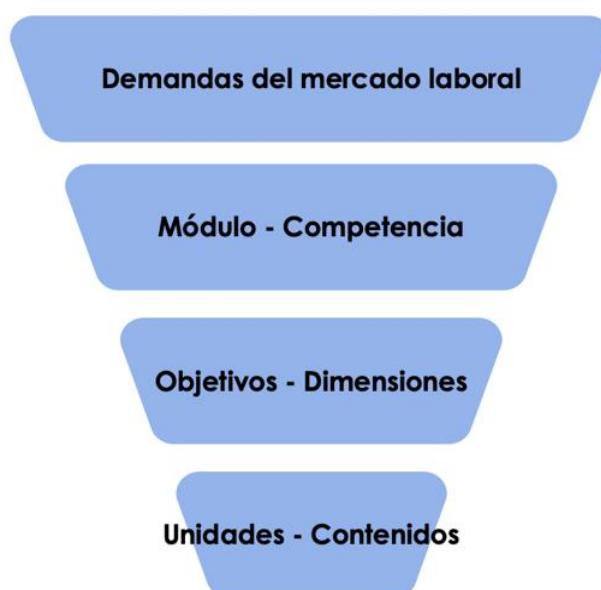 Demandas del mercado laboral
Módulo - Competencia
Objetivos - Dimensiones
Unidades - Contenidos